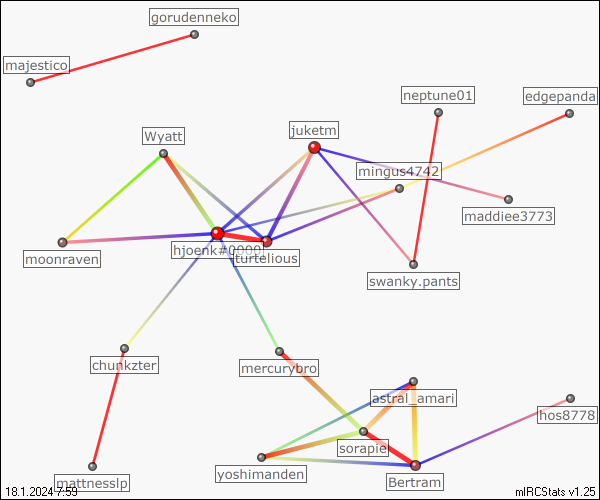 gorudenneko
majestico
neptune01
edgepanda
juketm
Wyatt
mingus4742
maddiee3773
hjoenk#0000
turtelious
moonraven
swanky.pants
chunkzter
mercurybro
astral_amari
hos8778
sorapie
yoshimanden
Bertram
mattnesslp
18.1.2024 7:59
mIRCStats v1.25